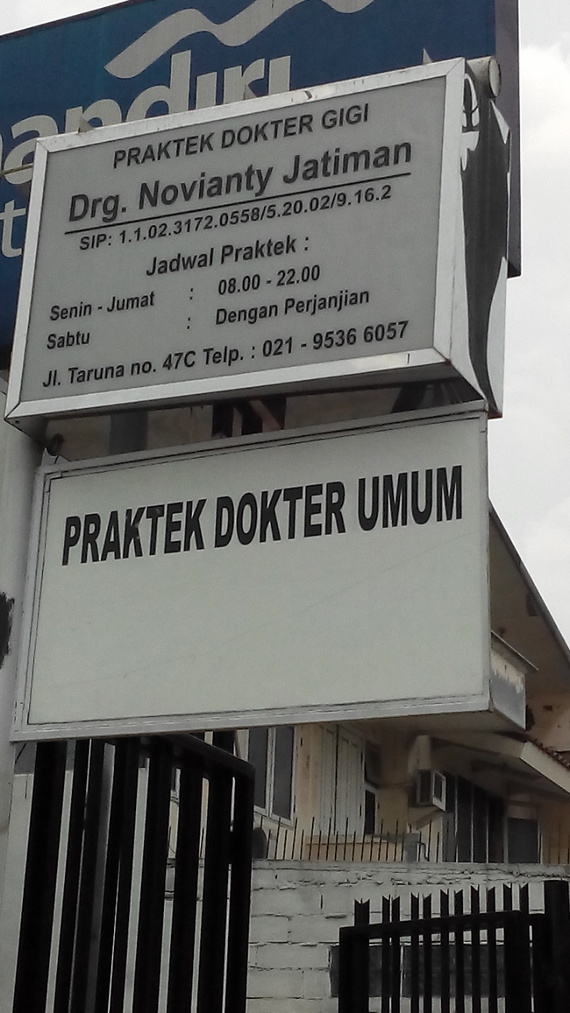 andiri
t
PRAKTEK DOKTER GIGI
Drg. Novianty Jatiman
SIP: 1.1.02.3172.0558/5.20.02/9.16.2
Jadwal Praktek :
Senin - Jumat : 08.00 - 22.00
Sabtu : Dengan Perjanjian
Jl. Taruna no. 47C Telp. : 021 - 9536 6057
PRAKTEK DOKTER UMUM